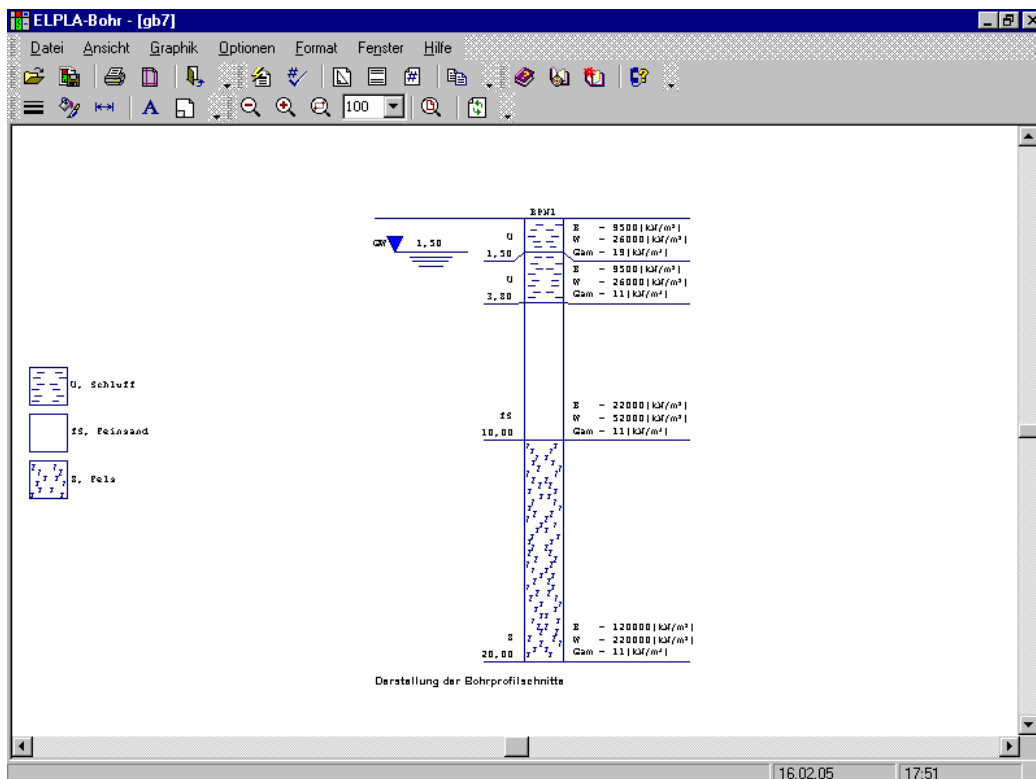 ELPLA-Bohr - [gb7]
Datei Ansicht Graphik Optionen Format Fenster Hilfe
100
BPN1
GW 1,50
U
1,50
E - 9500[kN/m²]
W - 26000[kN/m²]
Gam - 19[kN/m³]
U
3,80
E - 9500[kN/m²]
W - 26000[kN/m²]
Gam - 11[kN/m³]
fS
10,00
E - 22000[kN/m²]
W - 52000[kN/m²]
Gam - 11[kN/m³]
Z
20,00
E - 120000[kN/m²]
W - 220000[kN/m²]
Gam - 11[kN/m³]
U, Schluff
fS, Feinsand
Z, Fels
Darstellung der Bohrprofilschnitte
16.02.05 17:51